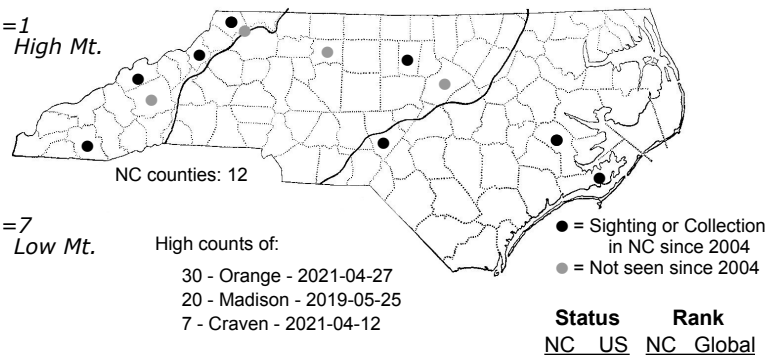 =1
High Mt.
NC counties: 12
=7
Low Mt.
High counts of:
30 - Orange - 2021-04-27
20 - Madison - 2019-05-25
7 - Craven - 2021-04-12
● = Sighting or Collection
in NC since 2004
● = Not seen since 2004
Status Rank
NC US NC Global